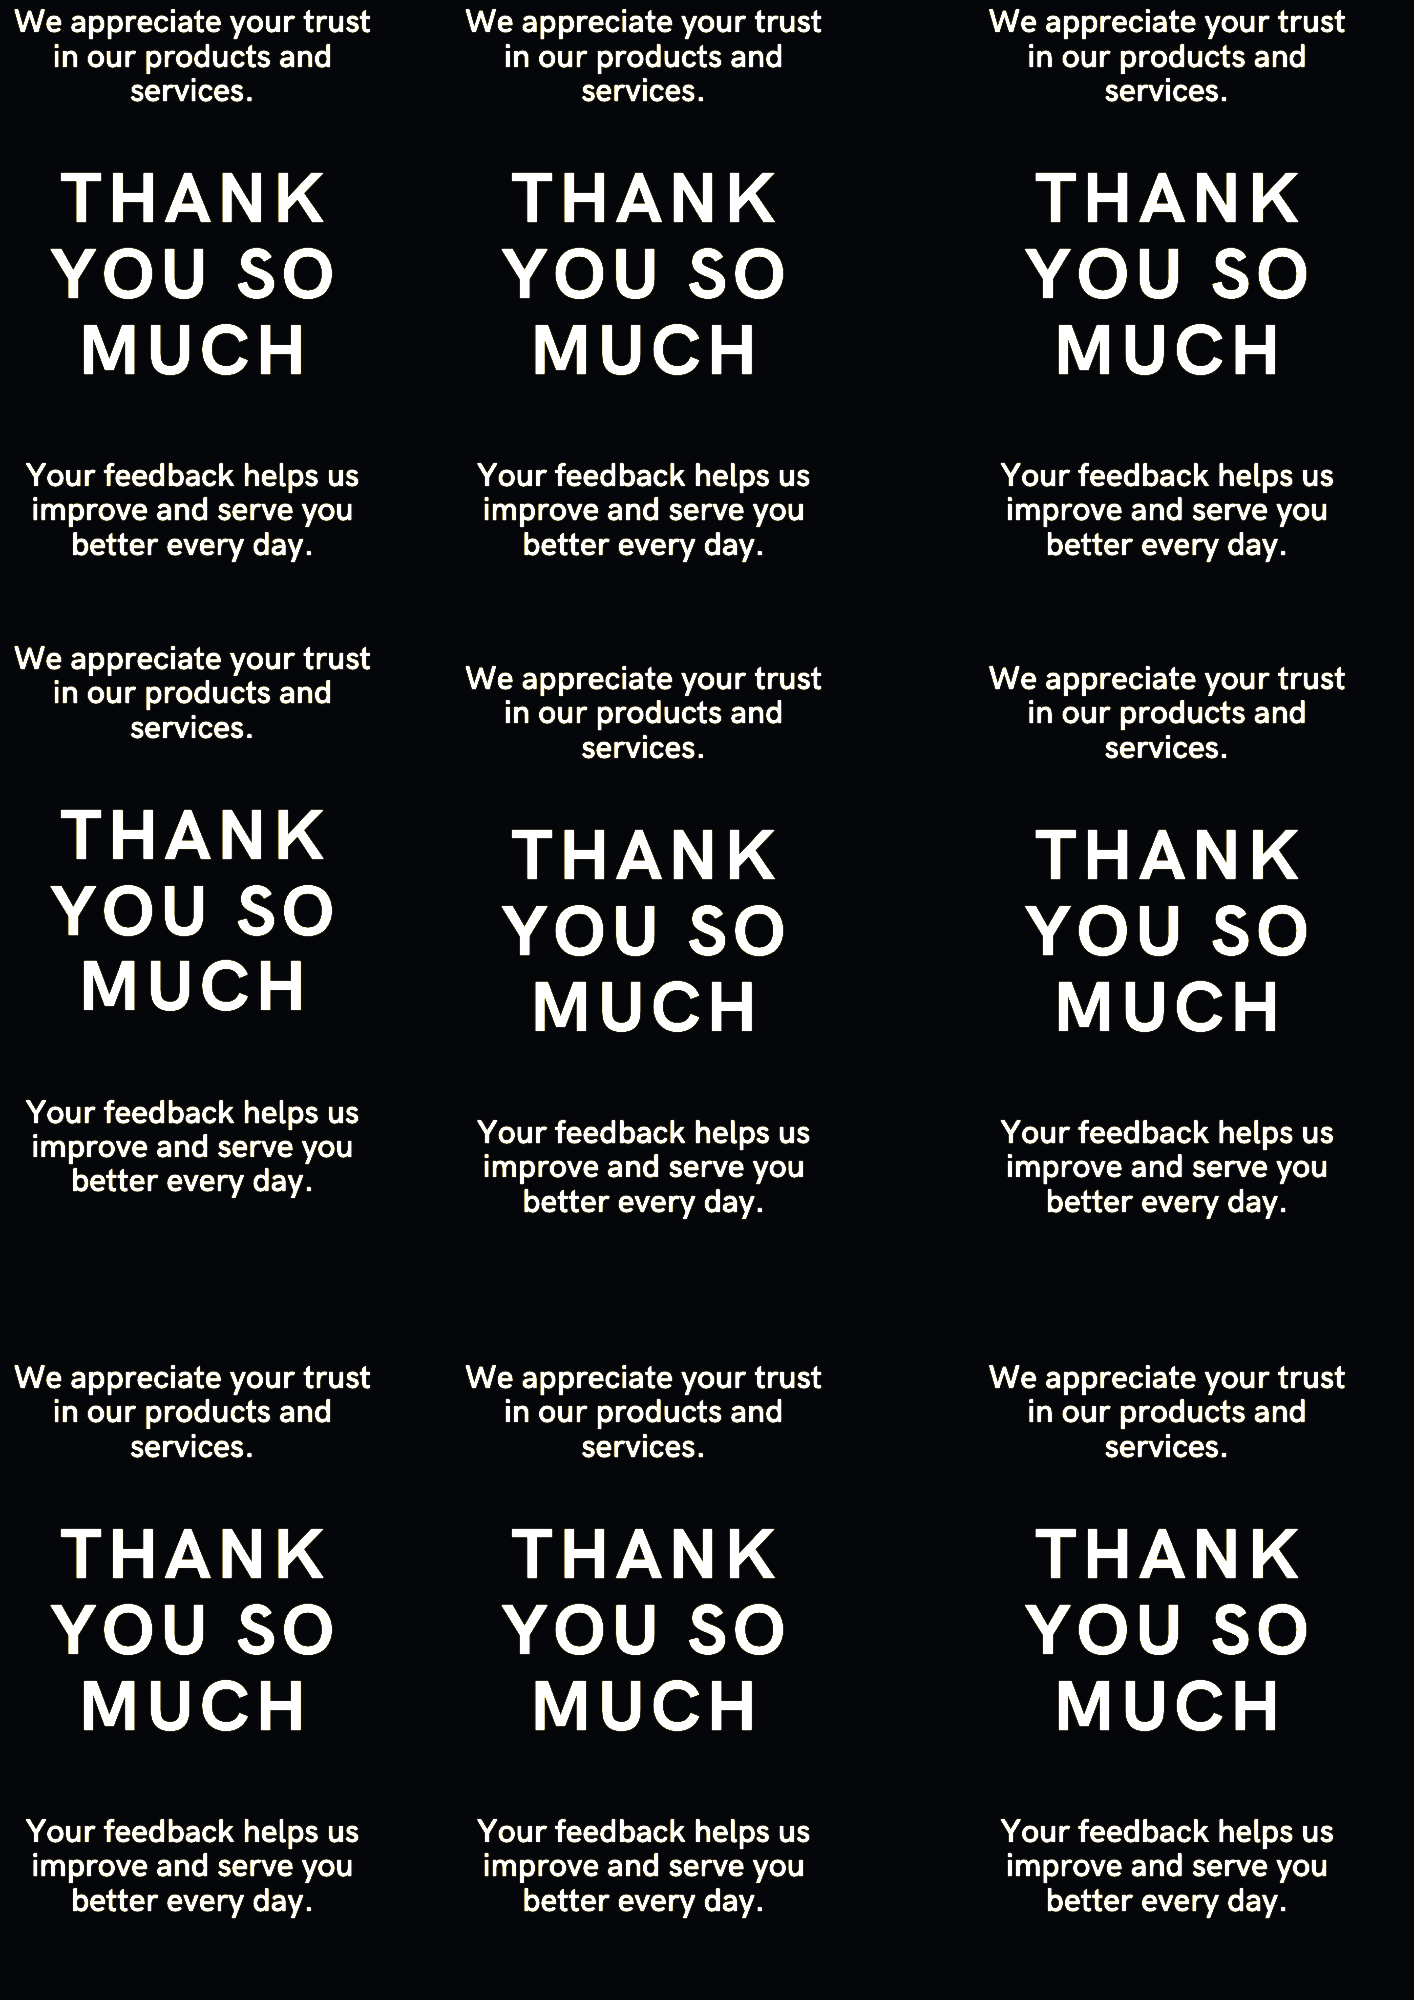 We appreciate your trust
in our products and
services.
THANK
YOU SO
MUCH
Your feedback helps us
improve and serve you
better every day.
We appreciate your trust
in our products and
services.
THANK
YOU SO
MUCH
Your feedback helps us
improve and serve you
better every day.
We appreciate your trust
in our products and
services.
THANK
YOU SO
MUCH
Your feedback helps us
improve and serve you
better every day.
We appreciate your trust
in our products and
services.
THANK
YOU SO
MUCH
Your feedback helps us
improve and serve you
better every day.
We appreciate your trust
in our products and
services.
THANK
YOU SO
MUCH
Your feedback helps us
improve and serve you
better every day.
We appreciate your trust
in our products and
services.
THANK
YOU SO
MUCH
Your feedback helps us
improve and serve you
better every day.
We appreciate your trust
in our products and
services.
THANK
YOU SO
MUCH
Your feedback helps us
improve and serve you
better every day.
We appreciate your trust
in our products and
services.
THANK
YOU SO
MUCH
Your feedback helps us
improve and serve you
better every day.
We appreciate your trust
in our products and
services.
THANK
YOU SO
MUCH
Your feedback helps us
improve and serve you
better every day.